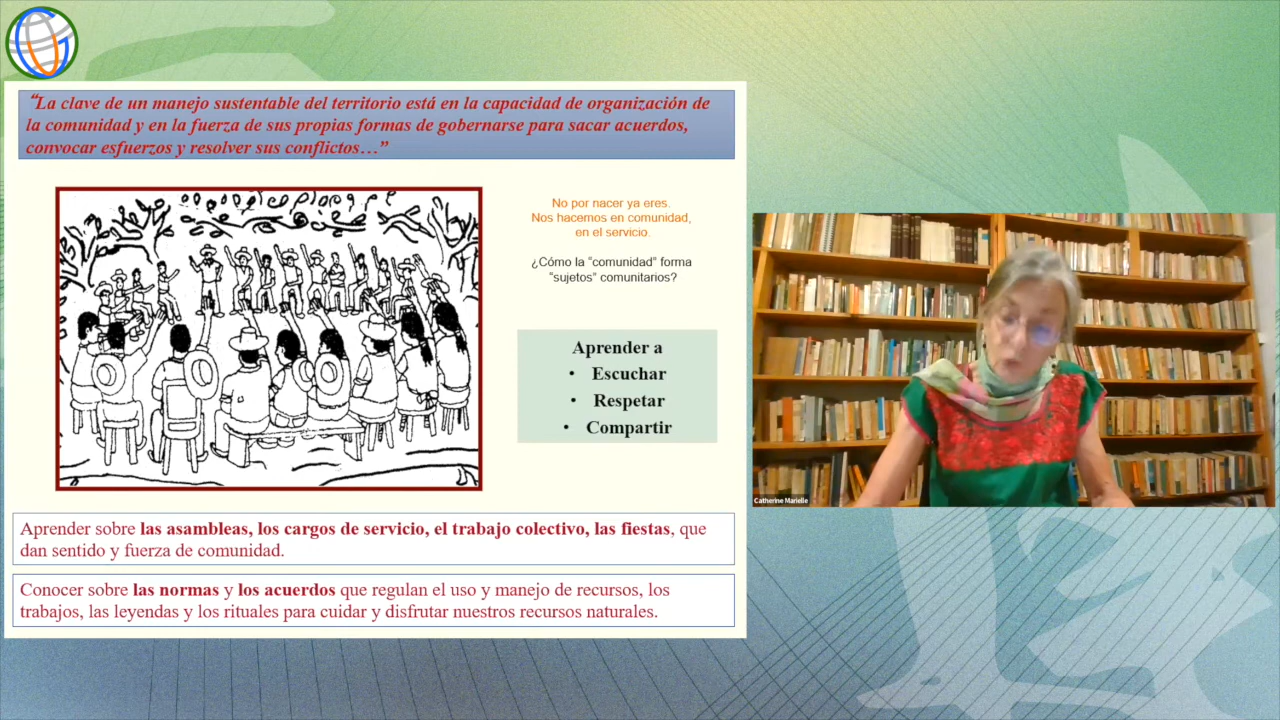 “La clave de un manejo sustentable del territorio está en la capacidad de organización de
la comunidad y en la fuerza de sus propias formas de gobernarse para sacar acuerdos,
convocar esfuerzos y resolver sus conflictos…”
No por nacer ya eres.
Nos hacemos en comunidad,
en el servicio.
¿Cómo la “comunidad” forma
“sujetos” comunitarios?
Aprender a
• Escuchar
• Respetar
• Compartir
Aprender sobre las asambleas, los cargos de servicio, el trabajo colectivo, las fiestas, que
dan sentido y fuerza de comunidad.
Conocer sobre las normas y los acuerdos que regulan el uso y manejo de recursos, los
trabajos, las leyendas y los rituales para cuidar y disfrutar nuestros recursos naturales.
Catherine Marielle